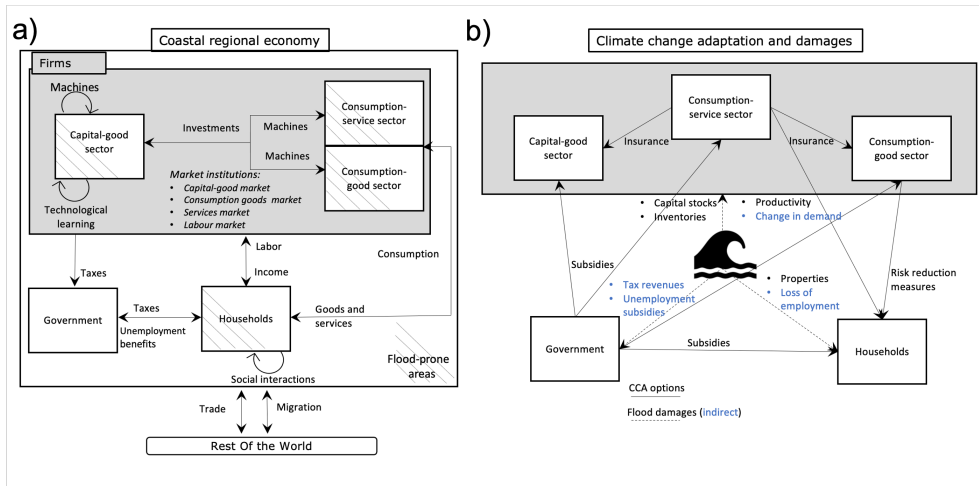 a)
Coastal regional economy
Firms
Machines
Capital-good
sector
Technological
learning
Investments
Machines
Machines
Consumption-
service sector
Consumption-
good sector
Market institutions:
• Capital-good market
• Consumption goods market
• Services market
• Labour market
Labor
Income
Consumption
Taxes
Government
Taxes
Unemployment
benefits
Households
Goods and
services
Social interactions
Flood-prone
areas
Trade
Migration
Rest Of the World
b)
Climate change adaptation and damages
Consumption-
service sector
Capital-good
sector
Insurance
Insurance
Consumption-
good sector
• Capital stocks
• Inventories
• Productivity
• Change in demand
Subsidies
• Tax revenues
• Unemployment
subsidies
• Properties
• Loss of
employment
Risk reduction
measures
Government
Subsidies
Households
CCA options
Flood damages (indirect)